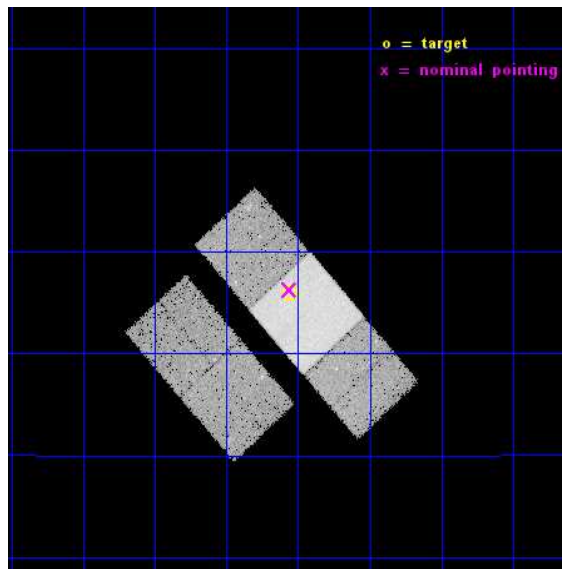 o = target
x = nominal pointing